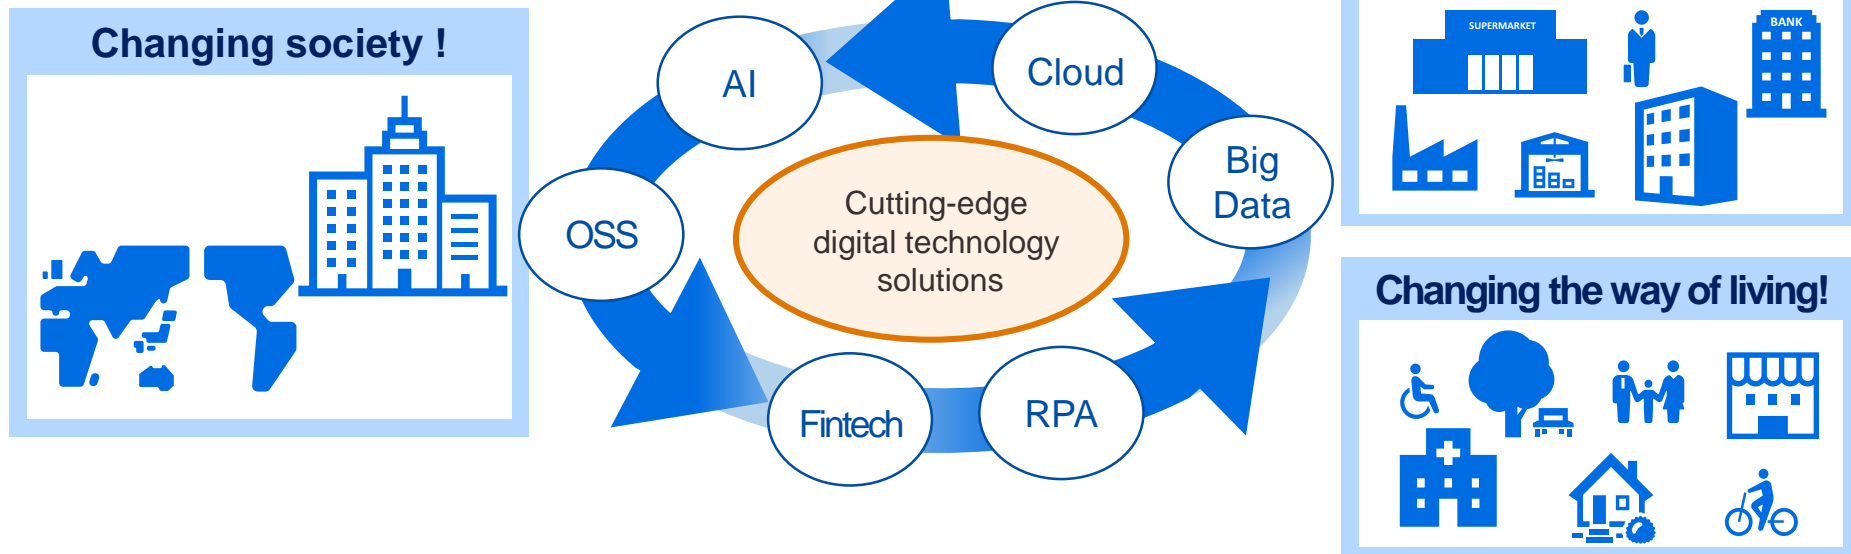 Changing society !
AI
Cloud
Big
Data
OSS
Cutting-edge
digital technology
solutions
Fintech
RPA
SUPERMARKET
BANK
Changing the way of living!